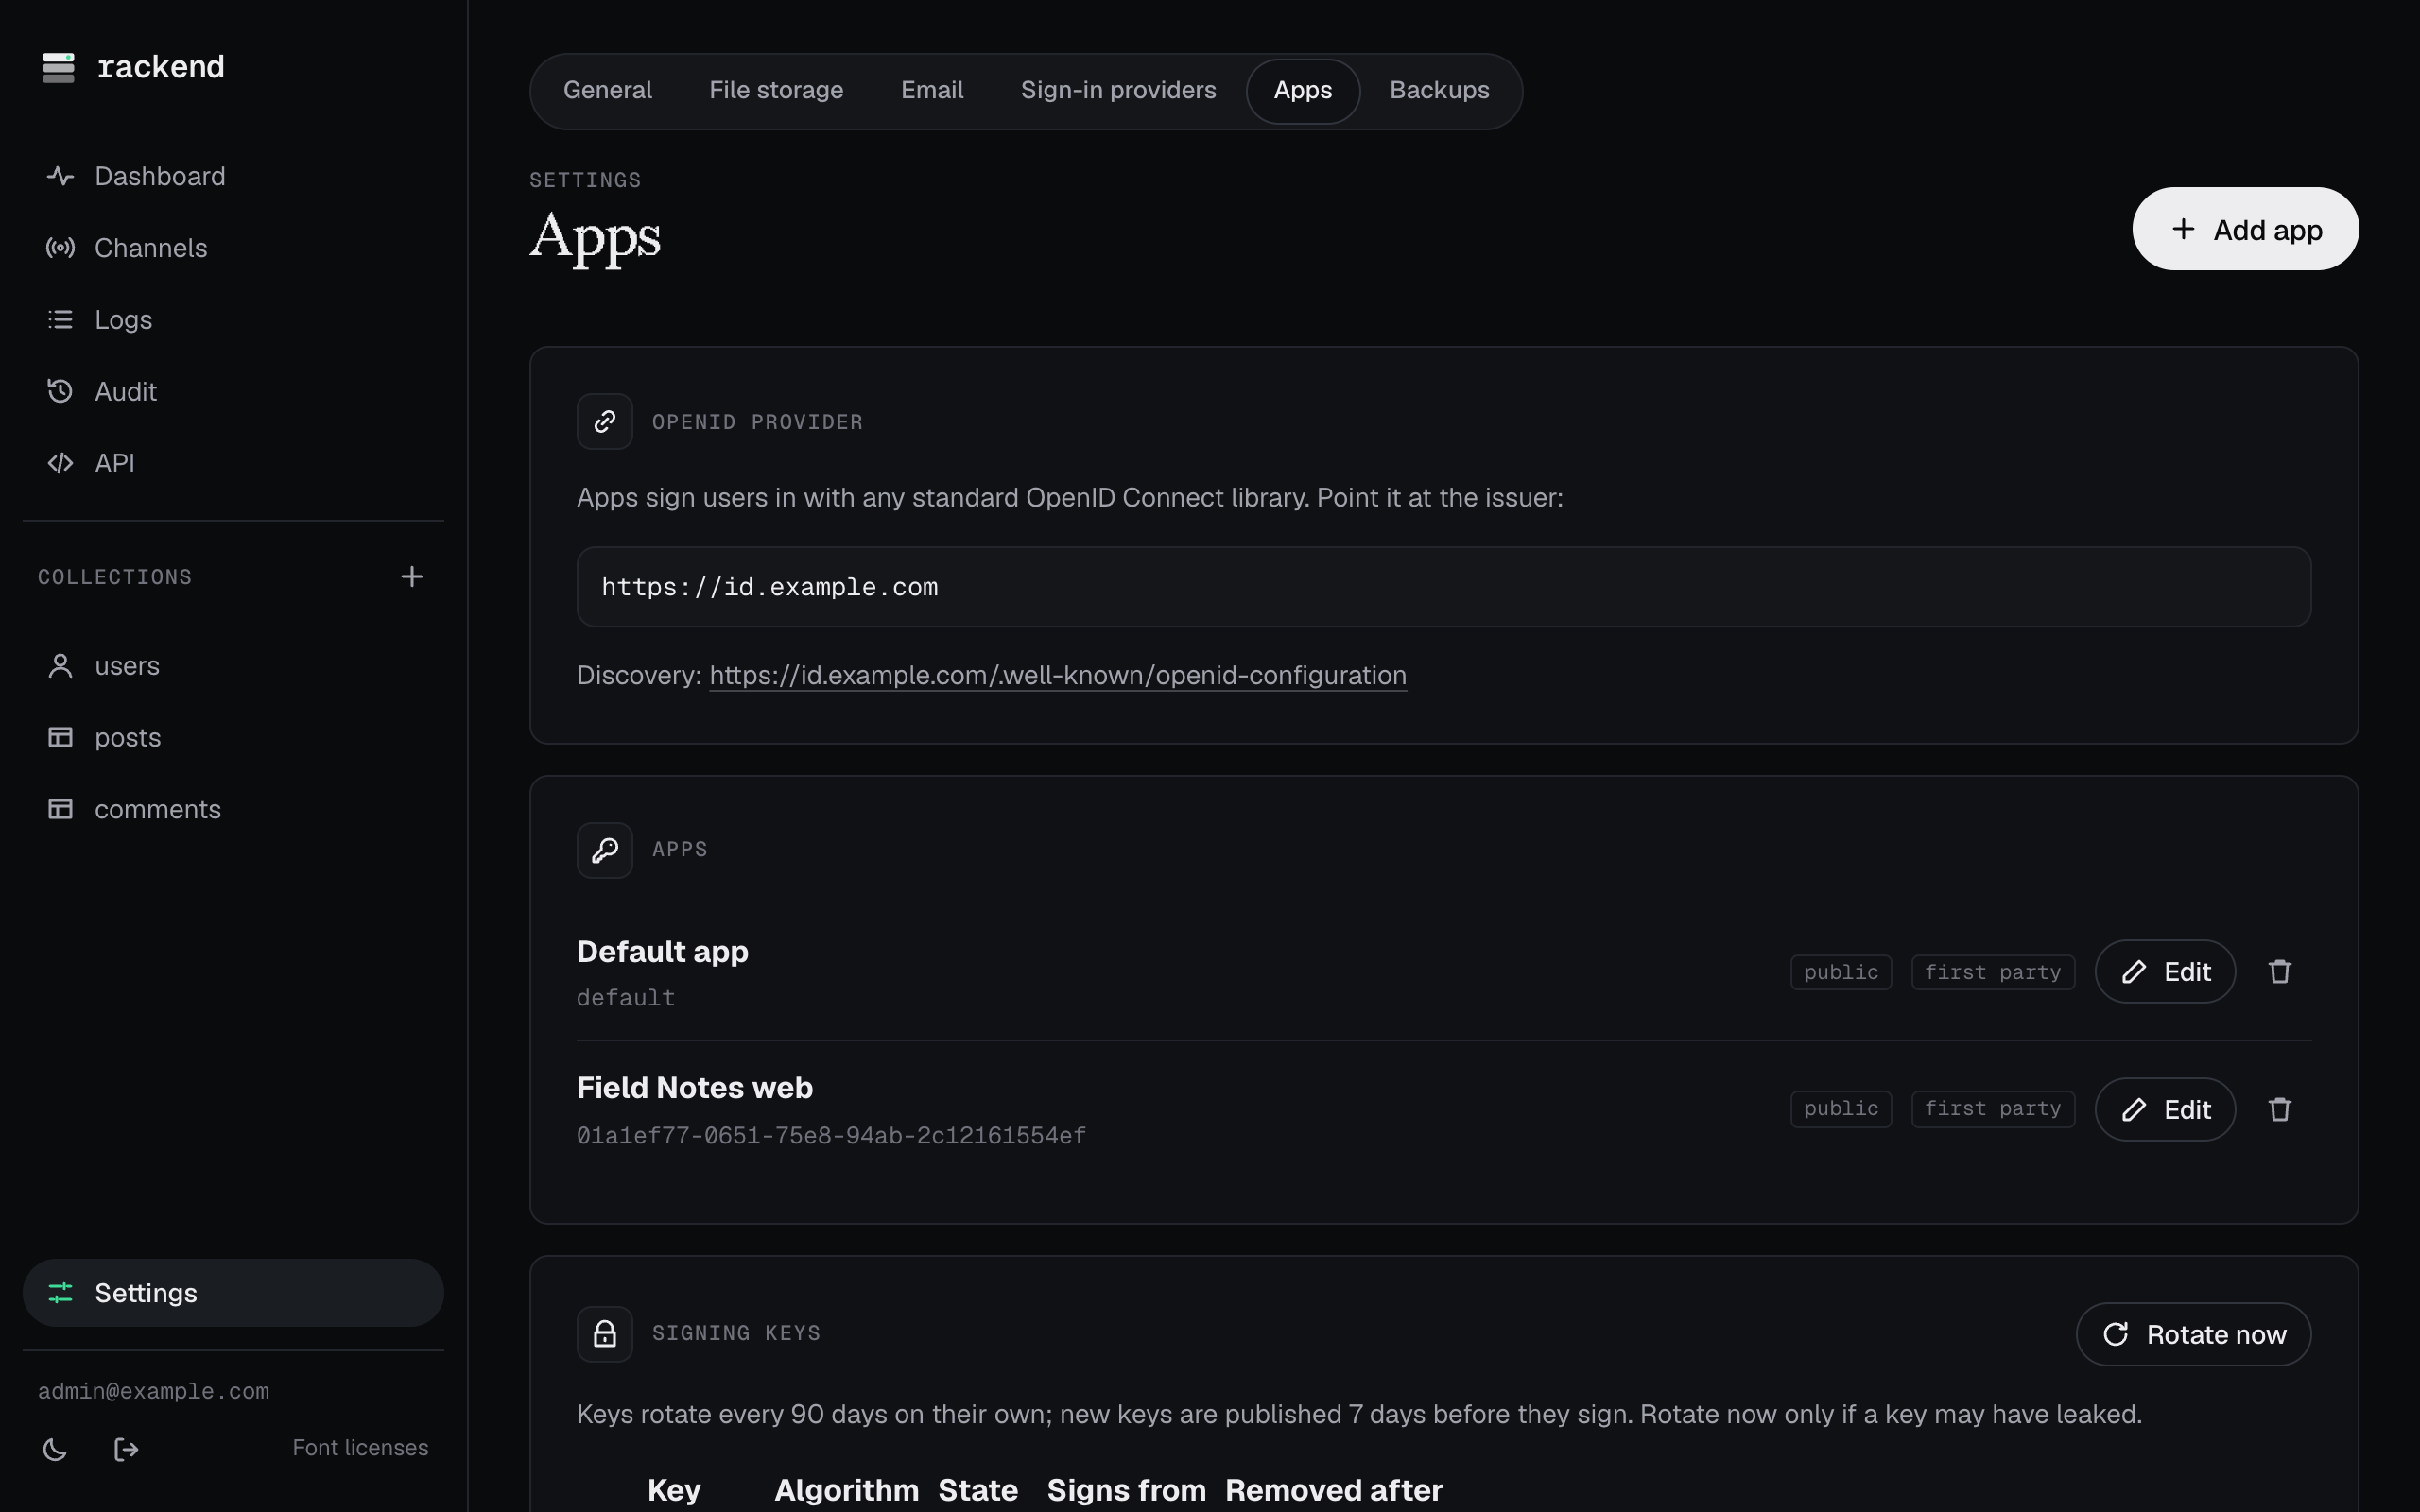 rackend
Dashboard
Channels
Logs
Audit
API
COLLECTIONS
users
posts
comments
Settings
admin@example.com
Font licenses
General File storage Email Sign-in providers Apps Backups
SETTINGS
Apps
Add app
OPENID PROVIDER
Apps sign users in with any standard OpenID Connect library. Point it at the issuer:
https://id.example.com
Discovery: https://id.example.com/.well-known/openid-configuration
APPS
Default app
default
public first party Edit
Field Notes web
01a1ef77-0651-75e8-94ab-2c12161554ef
public first party Edit
SIGNING KEYS
Rotate now
Keys rotate every 90 days on their own; new keys are published 7 days before they sign. Rotate now only if a key may have leaked.
Key Algorithm State Signs from Removed after